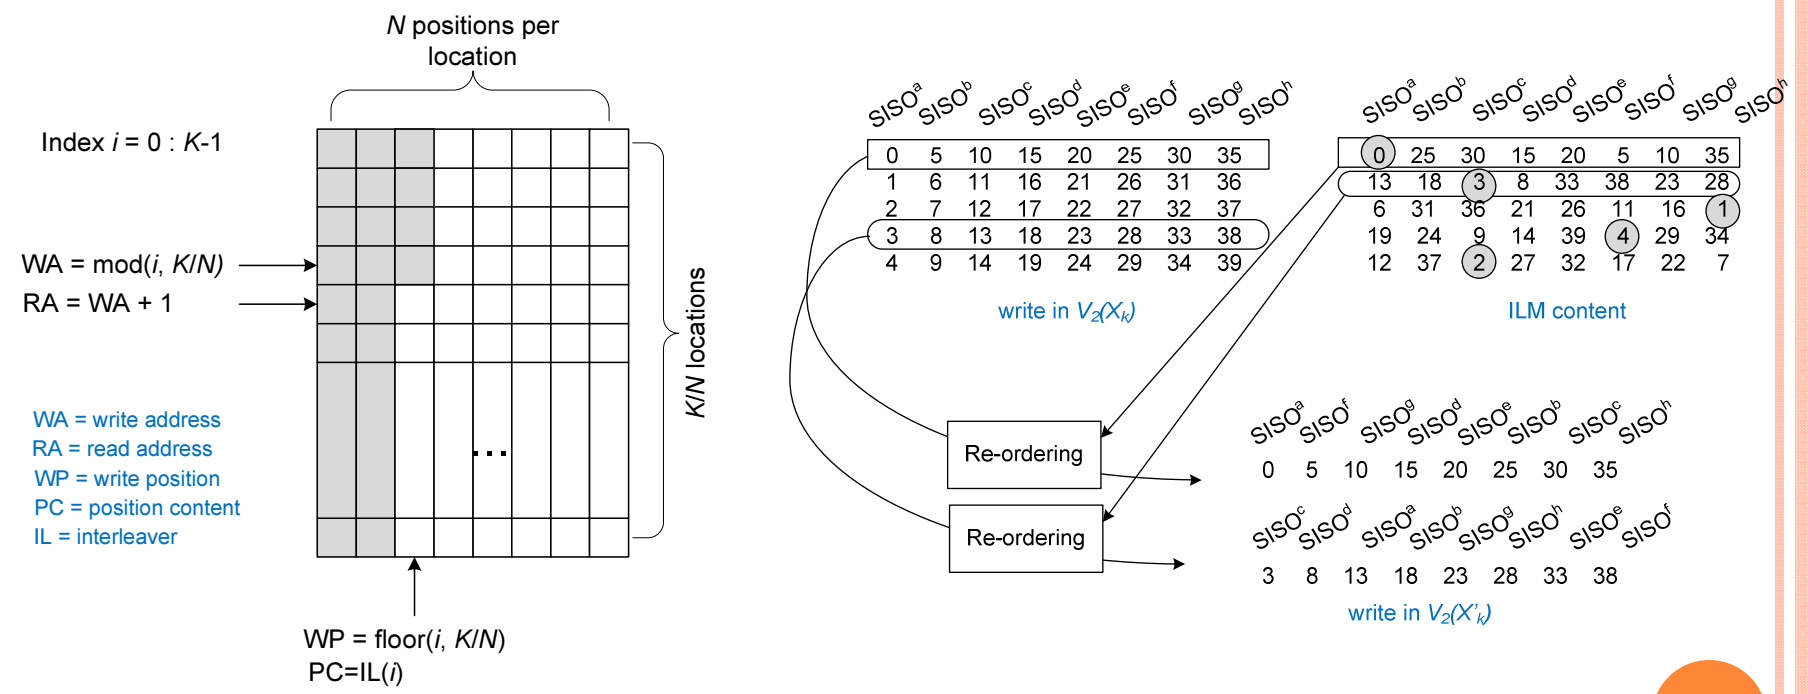 N positions per
location
Index i = 0 : K-1
WA = mod(i, K/N)
RA = WA + 1
K/N locations
WA = write address
RA = read address
WP = write position
PC = position content
IL = interleaver
...
WP = floor(i, K/N)
PC=IL(i)
SISOᵃ SISOᵇ SISOᶜ SISOᵈ SISOᵉ SISOᶠ SISOᵍ SISOʰ
0 5 10 15 20 25 30 35
1 6 11 16 21 26 31 36
2 7 12 17 22 27 32 37
3 8 13 18 23 28 33 38
4 9 14 19 24 29 34 39
write in V₂(Xₖ)
SISOᵃ SISOᵇ SISOᶜ SISOᵈ SISOᵉ SISOᶠ SISOᵍ SISOʰ
0 25 30 15 20 5 10 35
13 18 3 8 33 38 23 28
6 31 36 21 26 11 16 1
19 24 9 14 39 4 29 34
12 37 2 27 32 17 22 7
ILM content
Re-ordering
Re-ordering
SISOᵃ SISOᶠ SISOᵍ SISOᵈ SISOᵉ SISOᵇ SISOᶜ SISOʰ
0 5 10 15 20 25 30 35
SISOᶜ SISOᵈ SISOᵃ SISOᵇ SISOᵍ SISOʰ SISOᵉ SISOᶠ
3 8 13 18 23 28 33 38
write in V₂(X'ₖ)